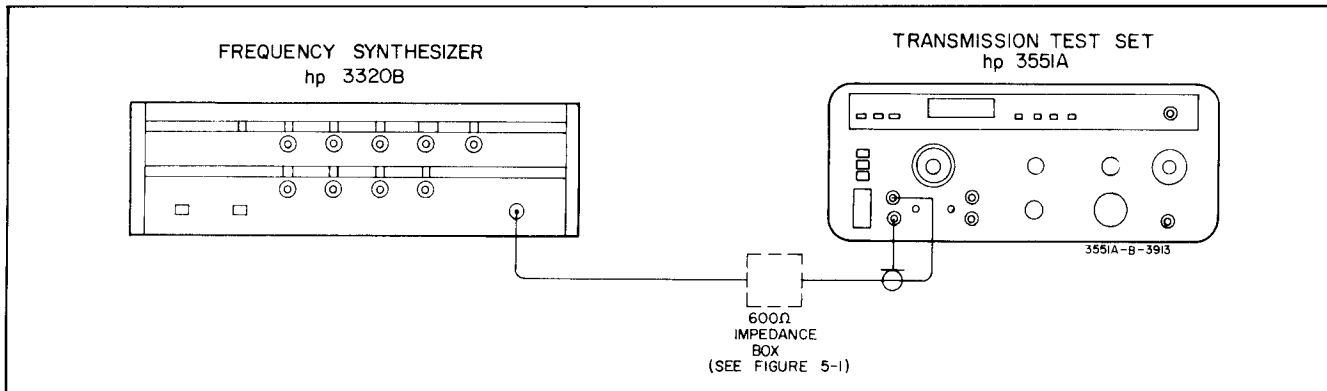 FREQUENCY SYNTHESIZER
hp 3320B
TRANSMISSION TEST SET
hp 3551A
3551A-B-3913
600Ω
IMPEDANCE
BOX
(SEE FIGURE 5-1)